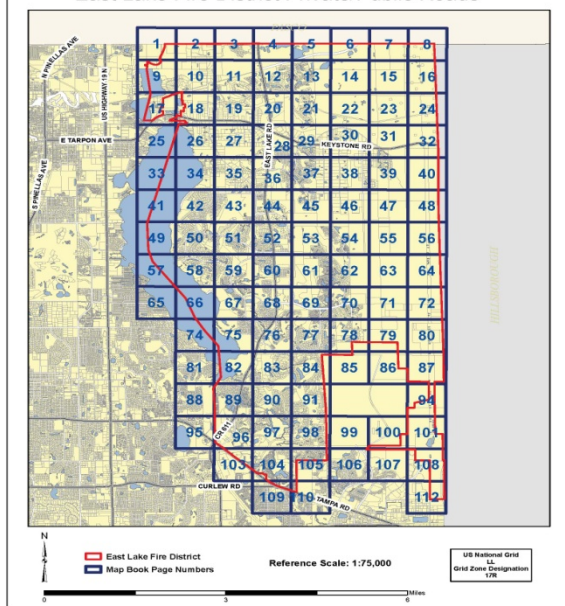 1 2 3 4 5 6 7 8
N PINELLAS AVE
US HIGHWAY 19 N
9 10 11 12 13 14 15 16
17 18 19 20 21 22 23 24
E TARPON AVE
EAST LAKE RD
KEYSTONE RD
25 26 27 28 29 30 31 32
S PINELLAS AVE
33 34 35 36 37 38 39 40
41 42 43 44 45 46 47 48
49 50 51 52 53 54 55 56
57 58 59 60 61 62 63 64
HILLSBOROUGH
65 66 67 68 69 70 71 72
74 75 76 77 78 79 80
81 82 83 84 85 86 87
88 89 90 91 94
CR 611
95 96 97 98 99 100 101
103 104 105 106 107 108
CURLEW RD
109 110 112
TAMPA RD
N
East Lake Fire District
Map Book Page Numbers
Reference Scale: 1:75,000
US National Grid
LL
Grid Zone Designation
17R
0 3 6 Miles